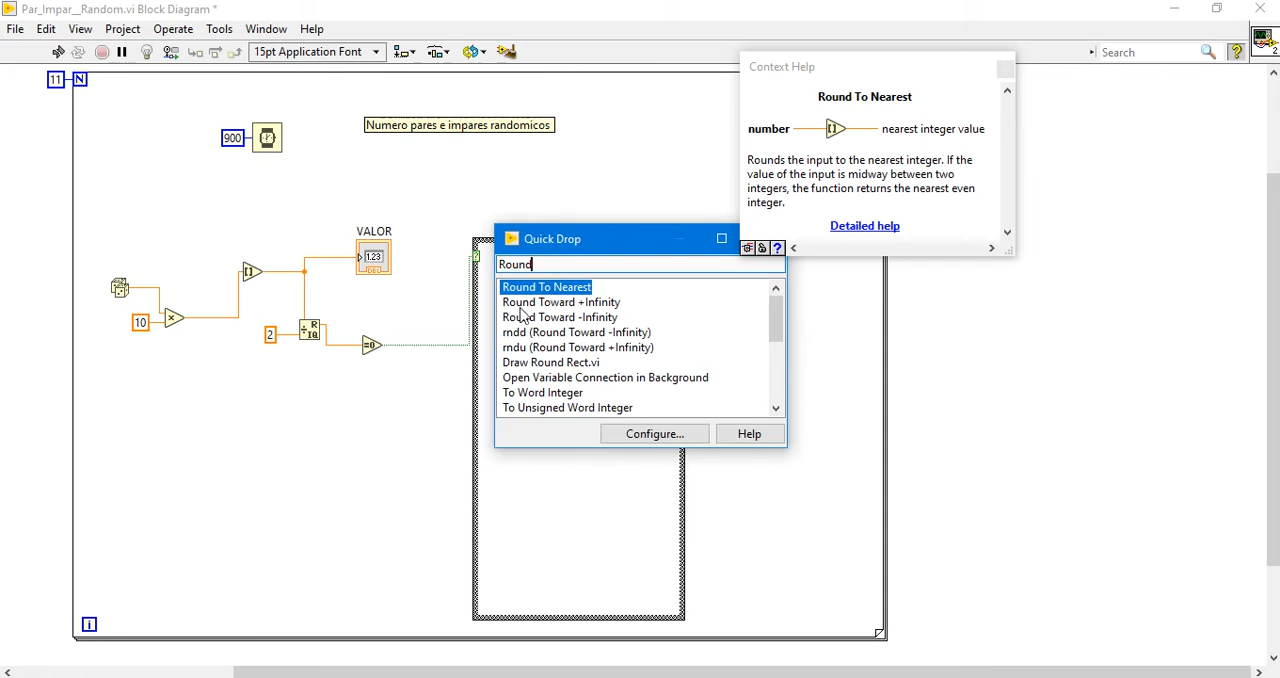 Par_Impar__Random.vi Block Diagram *
File Edit View Project Operate Tools Window Help
15pt Application Font
Search
2
11 N
900
Numero pares e impares randomicos
Context Help
Round To Nearest
number
nearest integer value
Rounds the input to the nearest integer. If the
value of the input is midway between two
integers, the function returns the nearest even
integer.
Detailed help
?
VALOR
1.23
DBL
10
×
2
R
IQ
=0
?
Quick Drop
Round
Round To Nearest
Round Toward +Infinity
Round Toward -Infinity
rndd (Round Toward -Infinity)
rndu (Round Toward +Infinity)
Draw Round Rect.vi
Open Variable Connection in Background
To Word Integer
To Unsigned Word Integer
Configure...
Help
i